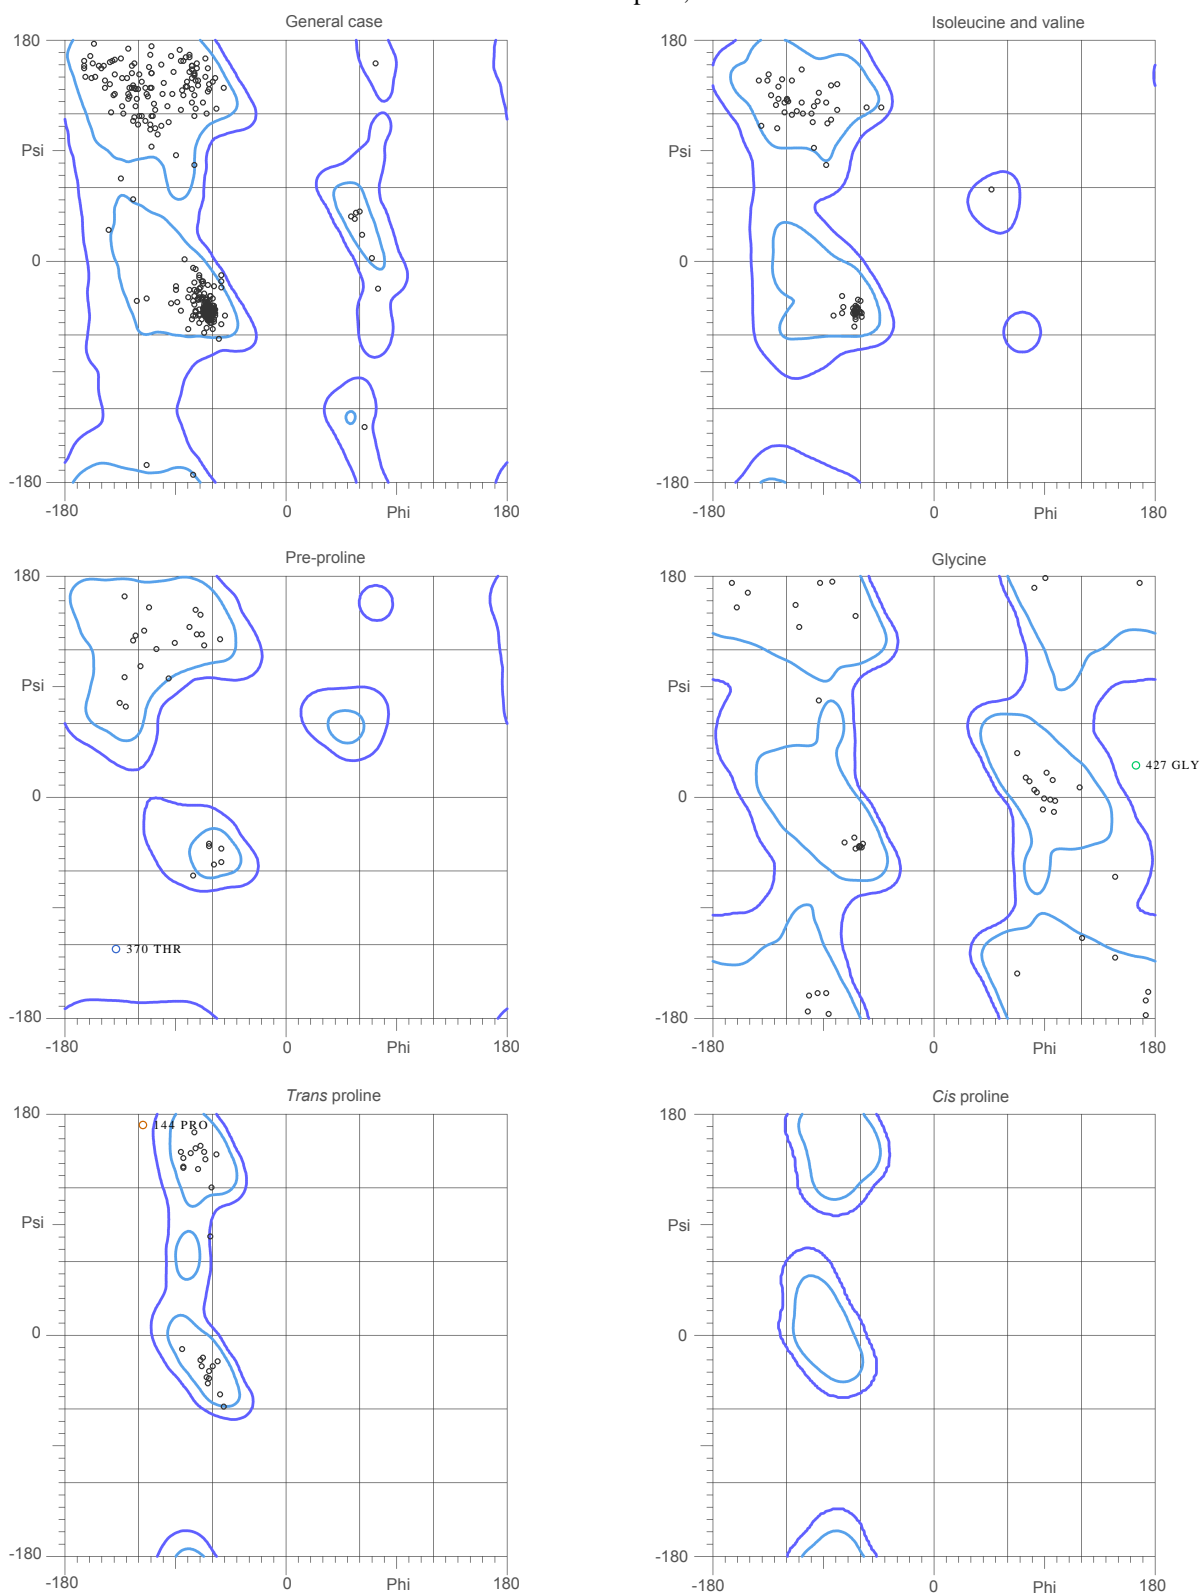 General case
180
Psi
0
-180
-180
0
Phi
180
Isoleucine and valine
180
Psi
0
-180
-180
0
Phi
180
Pre-proline
180
Psi
0
370 THR
-180
-180
0
Phi
180
Glycine
180
Psi
427 GLY
0
-180
-180
0
Phi
180
Trans proline
180
144 PRO
Psi
0
-180
-180
0
Phi
180
Cis proline
180
Psi
0
-180
-180
0
Phi
180